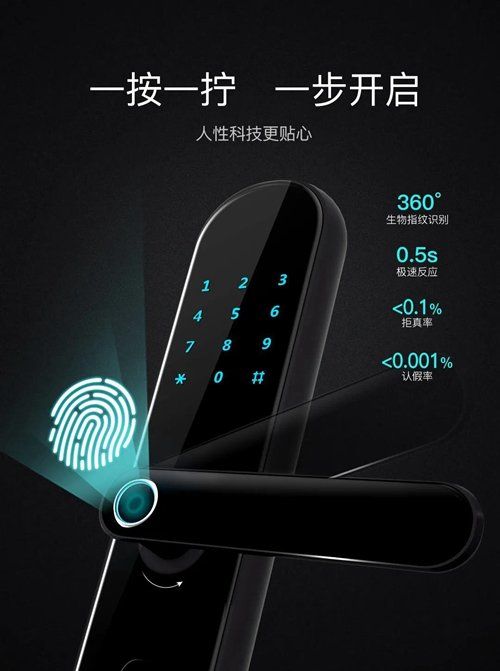 一按一拧 一步开启
人性科技更贴心
360°
生物指纹识别
0.5s
极速反应
<0.1%
拒真率
<0.001%
认假率
1 2 3
4 5 6
7 8 9
* 0 #